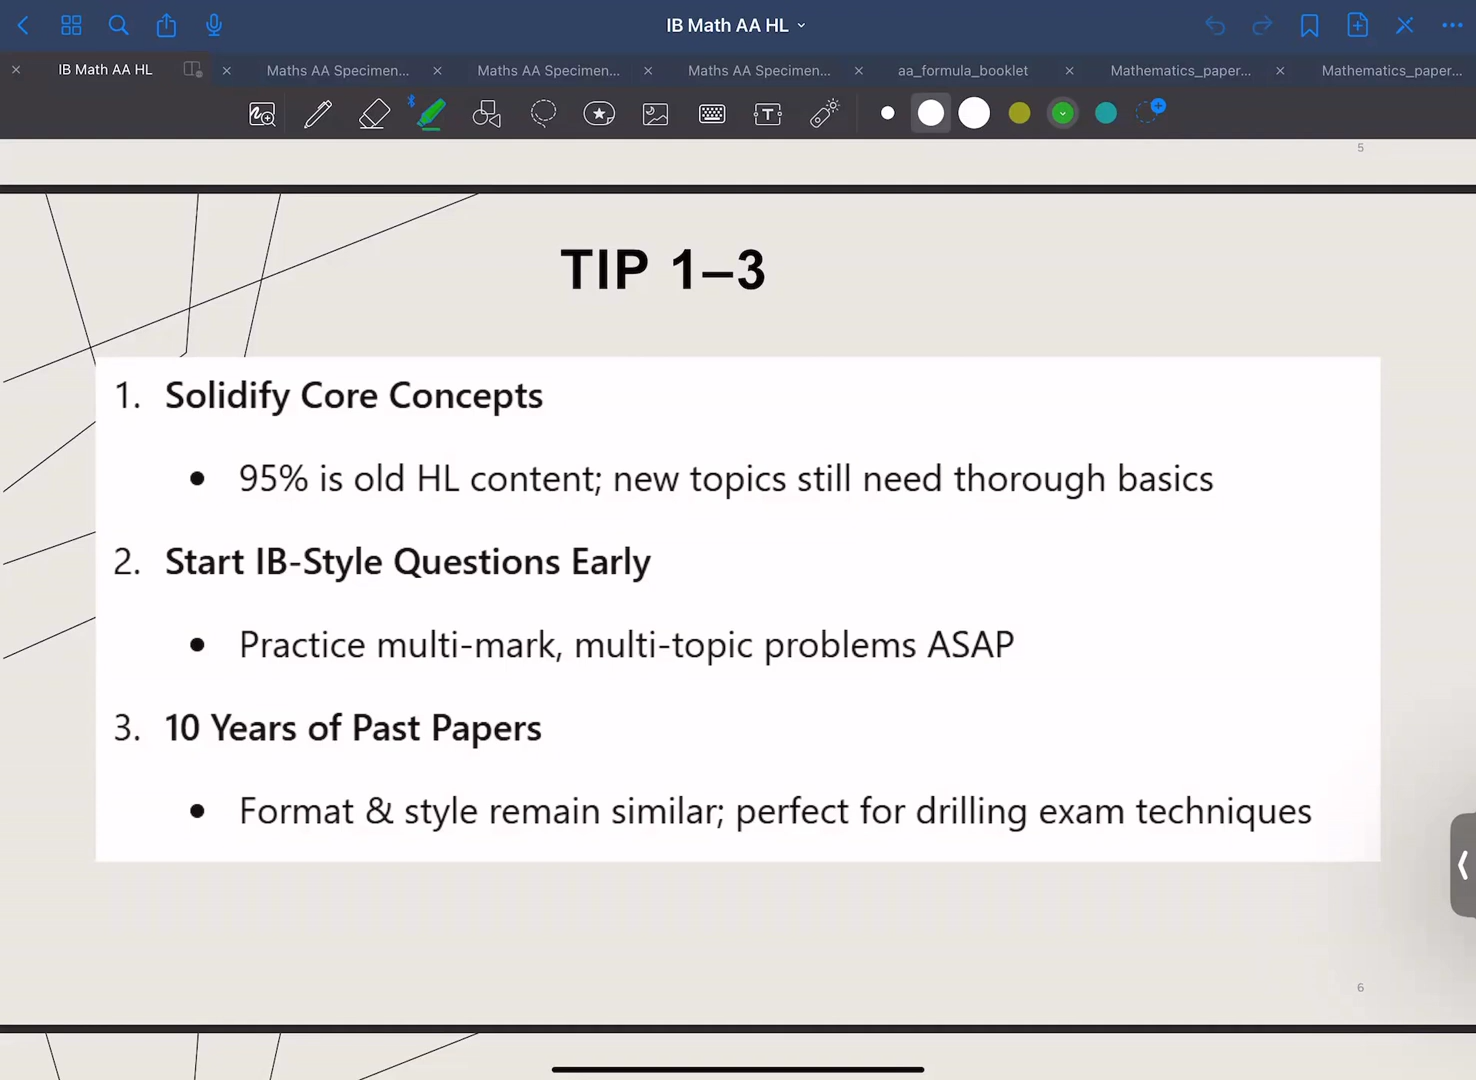 IB Math AA HL
IB Math AA HL
Maths AA Specimen...
Maths AA Specimen...
Maths AA Specimen...
aa_formula_booklet
Mathematics_paper...
Mathematics_paper...
T
5
TIP 1–3
1. Solidify Core Concepts
• 95% is old HL content; new topics still need thorough basics
2. Start IB-Style Questions Early
• Practice multi-mark, multi-topic problems ASAP
3. 10 Years of Past Papers
• Format & style remain similar; perfect for drilling exam techniques
6